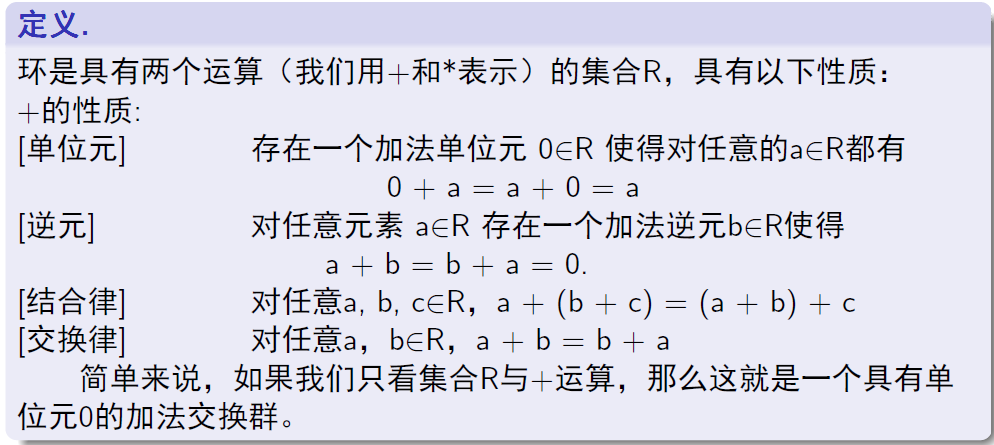 定义.
环是具有两个运算（我们用+和*表示）的集合R，具有以下性质：
+的性质:
[单位元] 存在一个加法单位元 0∈R 使得对任意的a∈R都有
0 + a = a + 0 = a
[逆元] 对任意元素 a∈R 存在一个加法逆元b∈R使得
a + b = b + a = 0.
[结合律] 对任意a, b, c∈R，a + (b + c) = (a + b) + c
[交换律] 对任意a，b∈R，a + b = b + a
简单来说，如果我们只看集合R与+运算，那么这就是一个具有单
位元0的加法交换群。